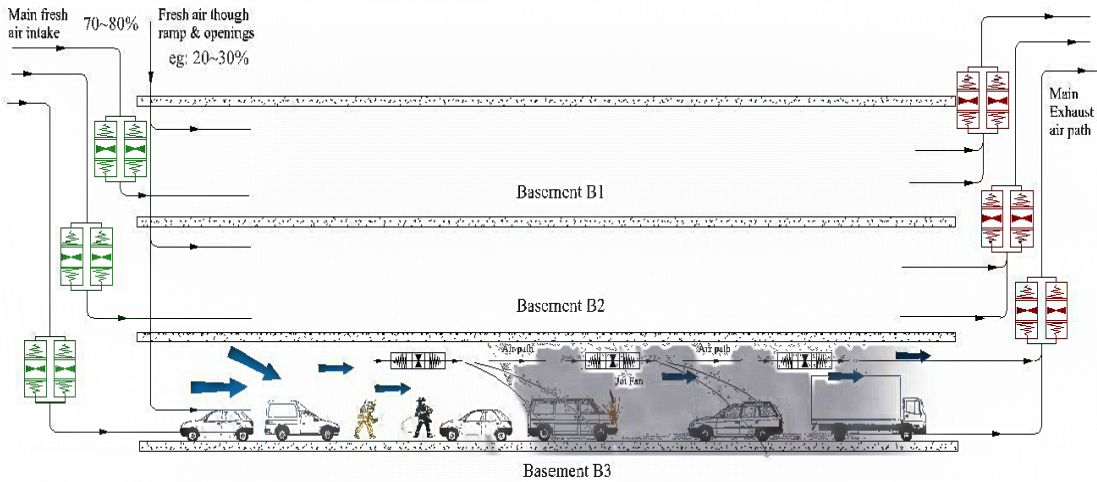 Main fresh
air intake
70~80%
Fresh air though
ramp & openings
eg: 20~30%
Main
Exhaust
air path
Basement B1
Basement B2
Air path
Air path
Jet Fan
Basement B3